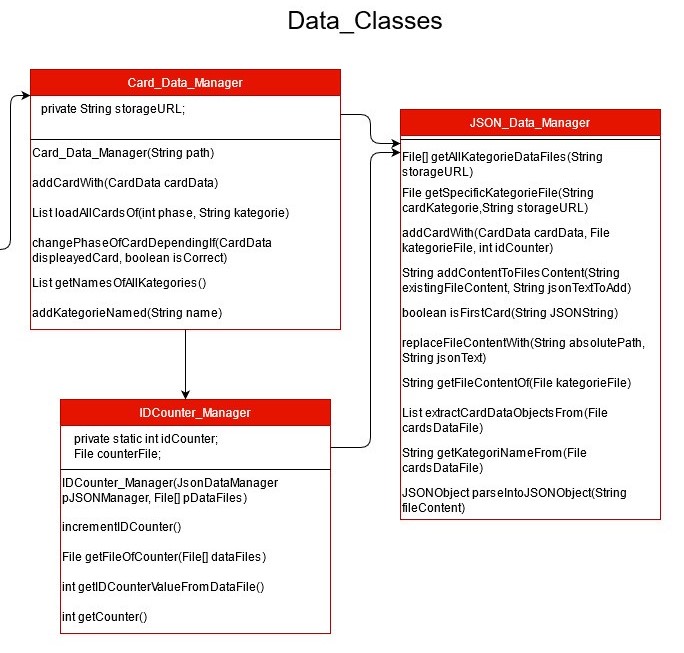 Data_Classes
Card_Data_Manager
private String storageURL;
Card_Data_Manager(String path)
addCardWith(CardData cardData)
List loadAllCardsOf(int phase, String kategorie)
changePhaseOfCardDependingIf(CardData
displeayedCard, boolean isCorrect)
List getNamesOfAllKategories()
addKategorieNamed(String name)
IDCounter_Manager
private static int idCounter;
File counterFile;
IDCounter_Manager(JsonDataManager
pJSONManager, File[] pDataFiles)
incrementIDCounter()
File getFileOfCounter(File[] dataFiles)
int getIDCounterValueFromDataFile()
int getCounter()
JSON_Data_Manager
File[] getAllKategorieDataFiles(String
storageURL)
File getSpecificKategorieFile(String
cardKategorie,String storageURL)
addCardWith(CardData cardData, File
kategorieFile, int idCounter)
String addContentToFilesContent(String
existingFileContent, String jsonTextToAdd)
boolean isFirstCard(String JSONString)
replaceFileContentWith(String absolutePath,
String jsonText)
String getFileContentOf(File kategorieFile)
List extractCardDataObjectsFrom(File
cardsDataFile)
String getKategoriNameFrom(File
cardsDataFile)
JSONObject parseIntoJSONObject(String
fileContent)